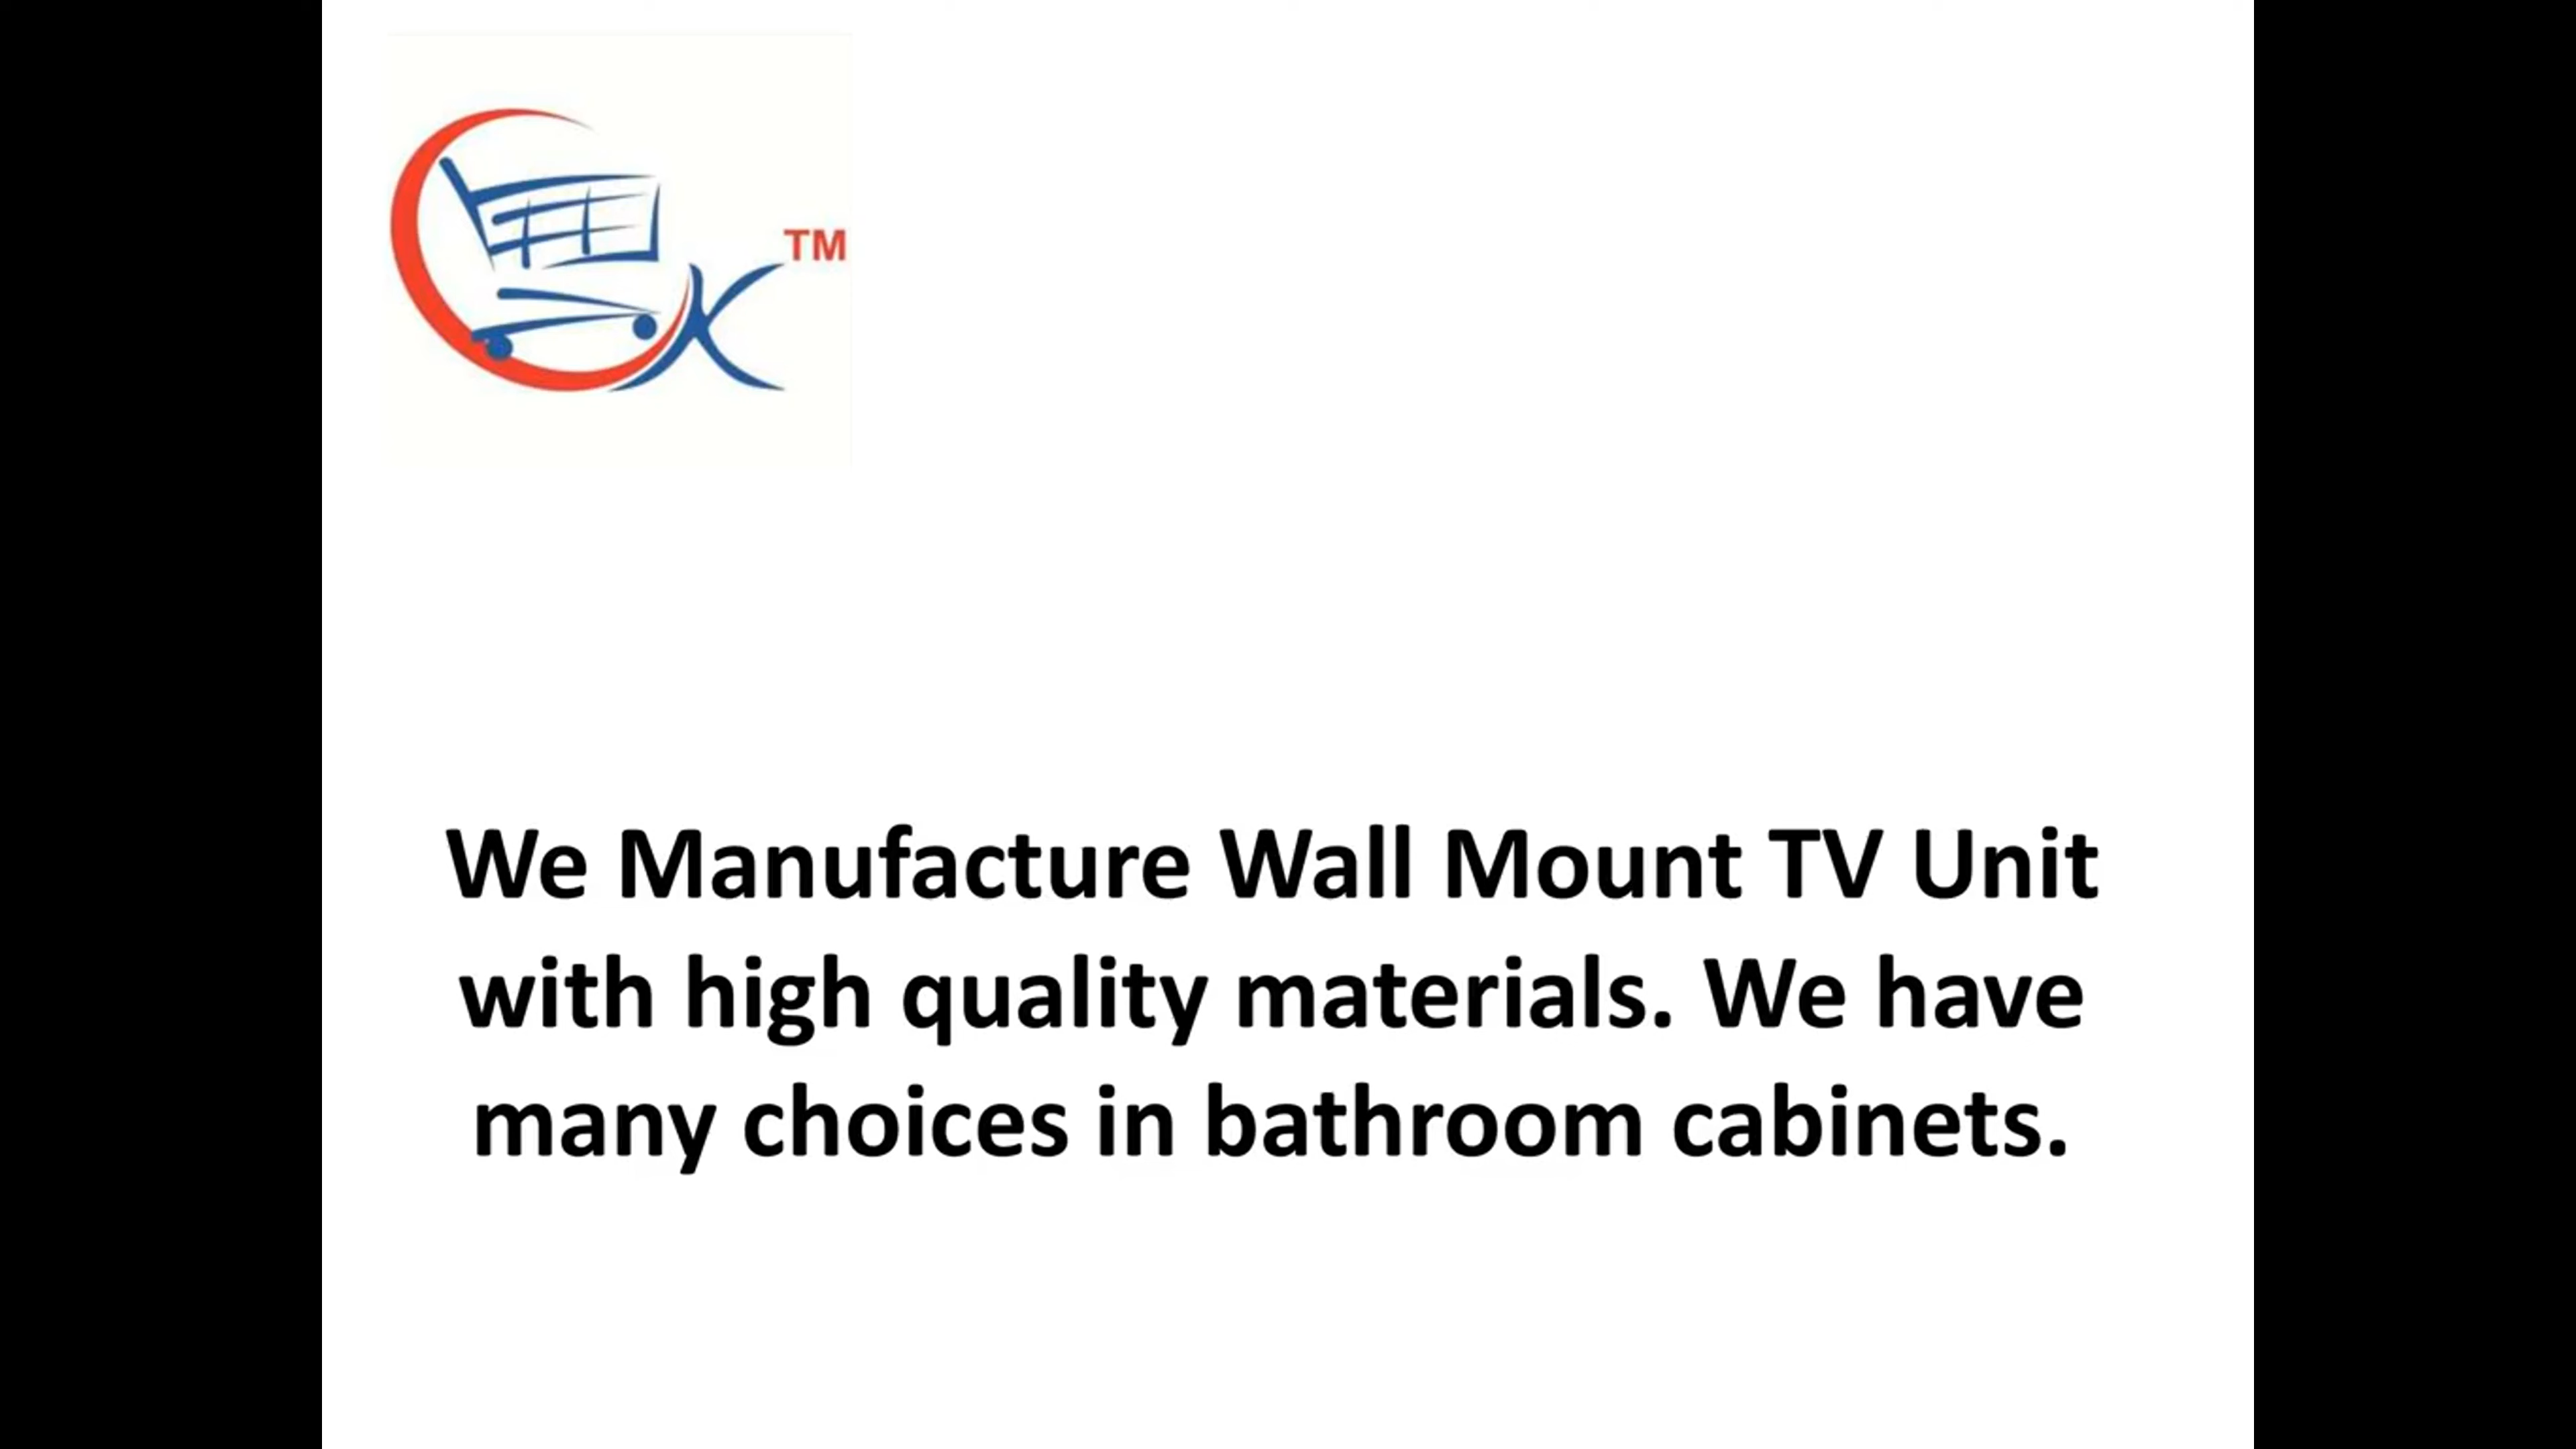 TM
We Manufacture Wall Mount TV Unit
with high quality materials. We have
many choices in bathroom cabinets.